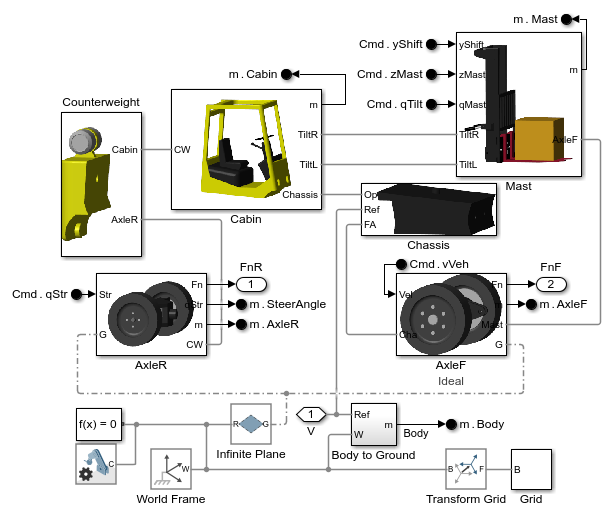 m.Mast
Cmd.yShift
yShift
m.Cabin
Cmd.zMast
zMast
m
Counterweight
m
Cmd.qTilt
qMast
Cabin
CW
TiltR
TiltR
AxleF
TiltL
TiltL
Mast
Chassis
Op
AxleR
Cabin
Ref
FA
Chassis
FnR
Cmd.vVeh
FnF
Cmd.qStr
Str
Fn
1
Vel
Fn
2
qStr
m.SteerAngle
m
m.AxleF
m
m.AxleR
Mast
G
CW
Cha
G
AxleR
AxleF
Ideal
f(x) = 0
R
G
1
V
Ref
W
m
Body
m.Body
Infinite Plane
Body to Ground
C
W
B
F
B
World Frame
Transform Grid
Grid